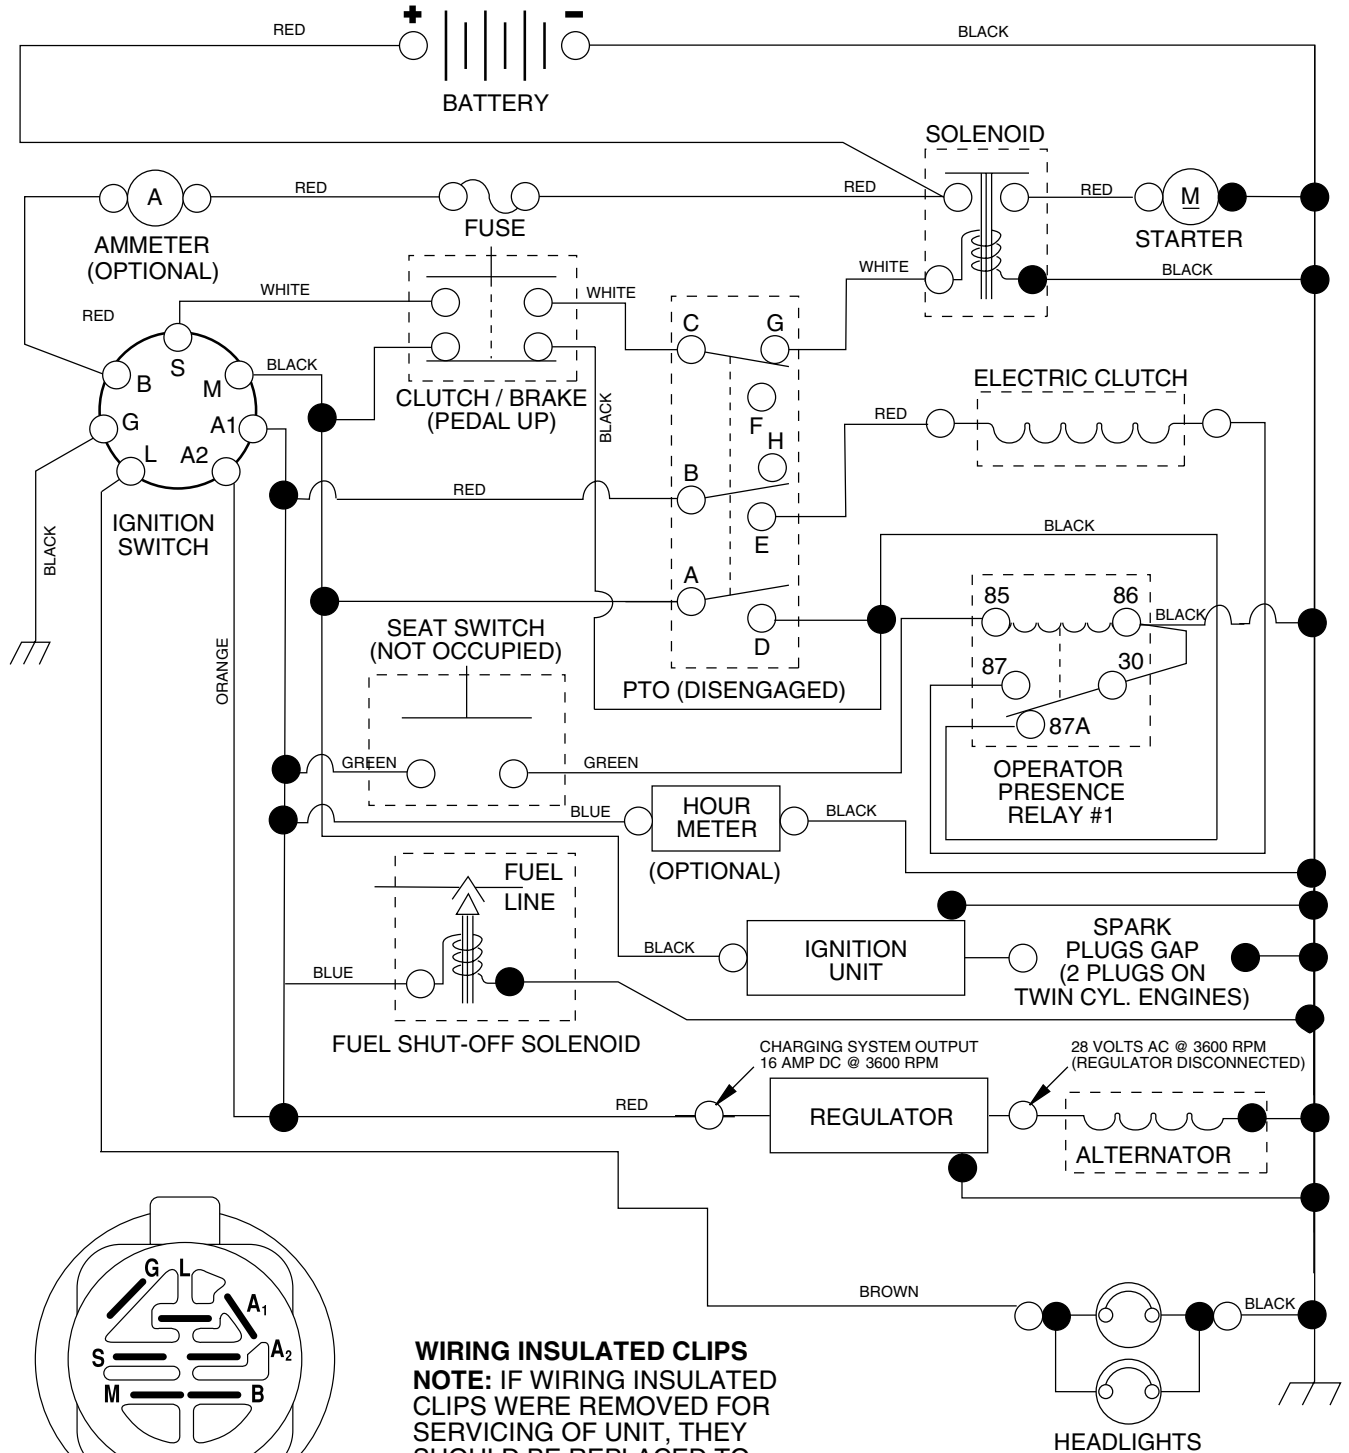 + −
RED
BLACK
BATTERY
SOLENOID
A
RED
RED
RED
M
FUSE
STARTER
AMMETER
(OPTIONAL)
WHITE
BLACK
WHITE
WHITE
RED
C
G
S
B
M
BLACK
ELECTRIC CLUTCH
CLUTCH / BRAKE
(PEDAL UP)
BLACK
G
A1
F
RED
H
L
A2
B
RED
IGNITION
SWITCH
BLACK
E
BLACK
A
85
86
BLACK
SEAT SWITCH
(NOT OCCUPIED)
ORANGE
D
87
30
PTO (DISENGAGED)
87A
GREEN
GREEN
OPERATOR
PRESENCE
RELAY #1
BLUE
HOUR
METER
BLACK
(OPTIONAL)
FUEL
LINE
BLACK
IGNITION
UNIT
SPARK
PLUGS GAP
(2 PLUGS ON
TWIN CYL. ENGINES)
BLUE
FUEL SHUT-OFF SOLENOID
CHARGING SYSTEM OUTPUT
16 AMP DC @ 3600 RPM
28 VOLTS AC @ 3600 RPM
(REGULATOR DISCONNECTED)
RED
REGULATOR
ALTERNATOR
G L
A1
A2
S
M
B
BROWN
BLACK
HEADLIGHTS
WIRING INSULATED CLIPS
NOTE: IF WIRING INSULATED
CLIPS WERE REMOVED FOR
SERVICING OF UNIT, THEY
SHOULD BE REPLACED TO